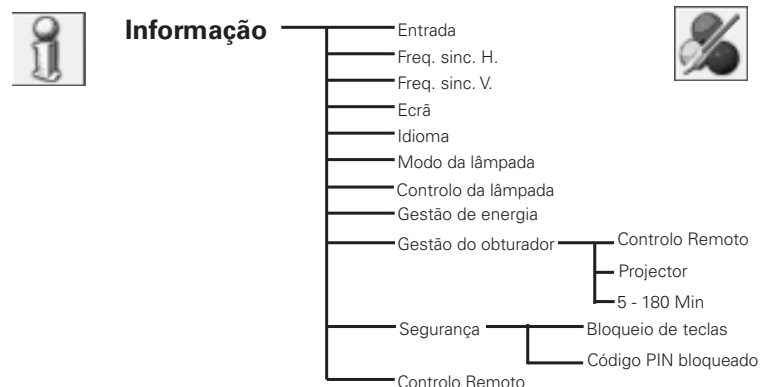 Informação
Entrada
Freq. sinc. H.
Freq. sinc. V.
Ecrã
Idioma
Modo da lâmpada
Controlo da lâmpada
Gestão de energia
Gestão do obturador
Controlo Remoto
Projector
5 - 180 Min
Segurança
Bloqueio de teclas
Código PIN bloqueado
Controlo Remoto